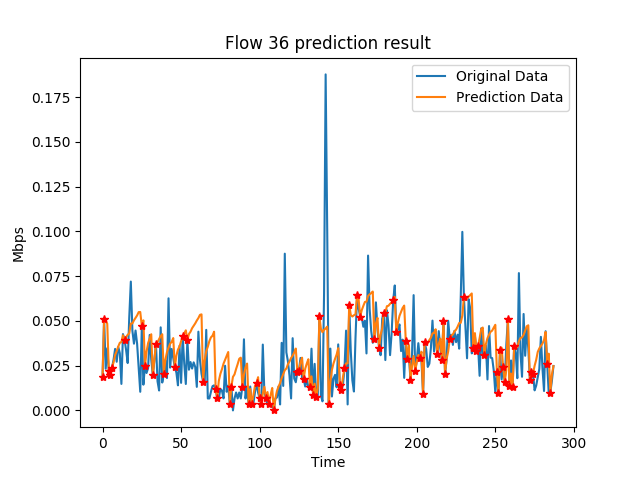 Flow 36 prediction result
Original Data
Prediction Data
Mbps
0.175
0.150
0.125
0.100
0.075
0.050
0.025
0.000
0 50 100 150 200 250 300
Time